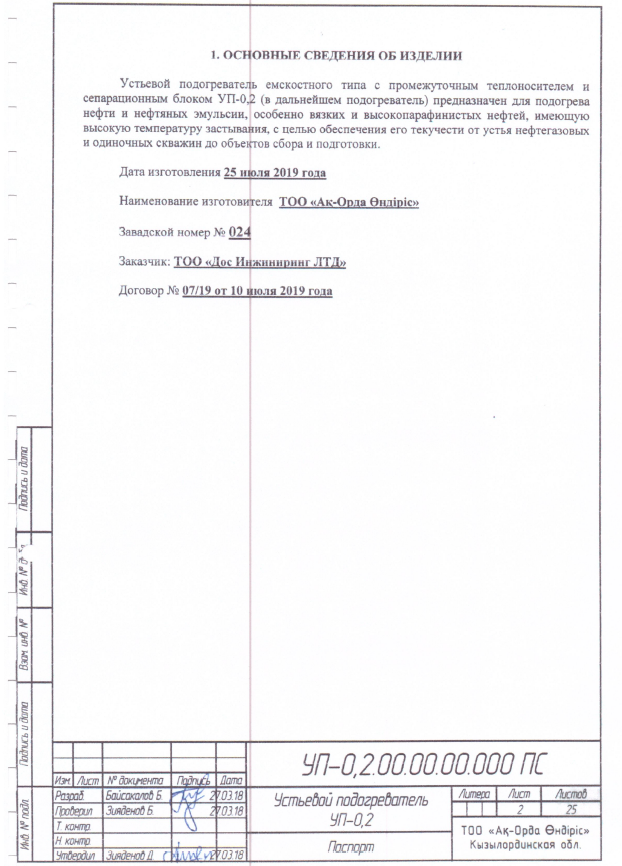 1. ОСНОВНЫЕ СВЕДЕНИЯ ОБ ИЗДЕЛИИ
Устьевой подогреватель емскостного типа с промежуточным теплоносителем и
сепарационным блоком УП-0,2 (в дальнейшем подогреватель) предназначен для подогрева
нефти и нефтяных эмульсии, особенно вязких и высокопарафинистых нефтей, имеющую
высокую температуру застывания, с целью обеспечения его текучести от устья нефтегазовых
и одиночных скважин до объектов сбора и подготовки.
Дата изготовления 25 июля 2019 года
Наименование изготовителя ТОО «Ақ-Орда Өндіріс»
Завадской номер № 024
Заказчик: ТОО «Дос Инжиниринг ЛТД»
Договор № 07/19 от 10 июля 2019 года
Подпись и дата
Инв № д
Взам инв №
Подпись и дата
Инв № подл
УП-0,2.00.00.00.000 ПС
Изм Лист № документа Подпись Дата
Разраб. Байсакалов Б. 27.03.18
Проверил Зияденов Б. 27.03.18
Т контр.
Н. контр.
Утвердил Зияденов Д. 27.03.18
Устьевой подогреватель
УП-0,2
Паспорт
Литера Лист Листов
2 25
ТОО «Ақ-Орда Өндіріс»
Кызылординская обл.